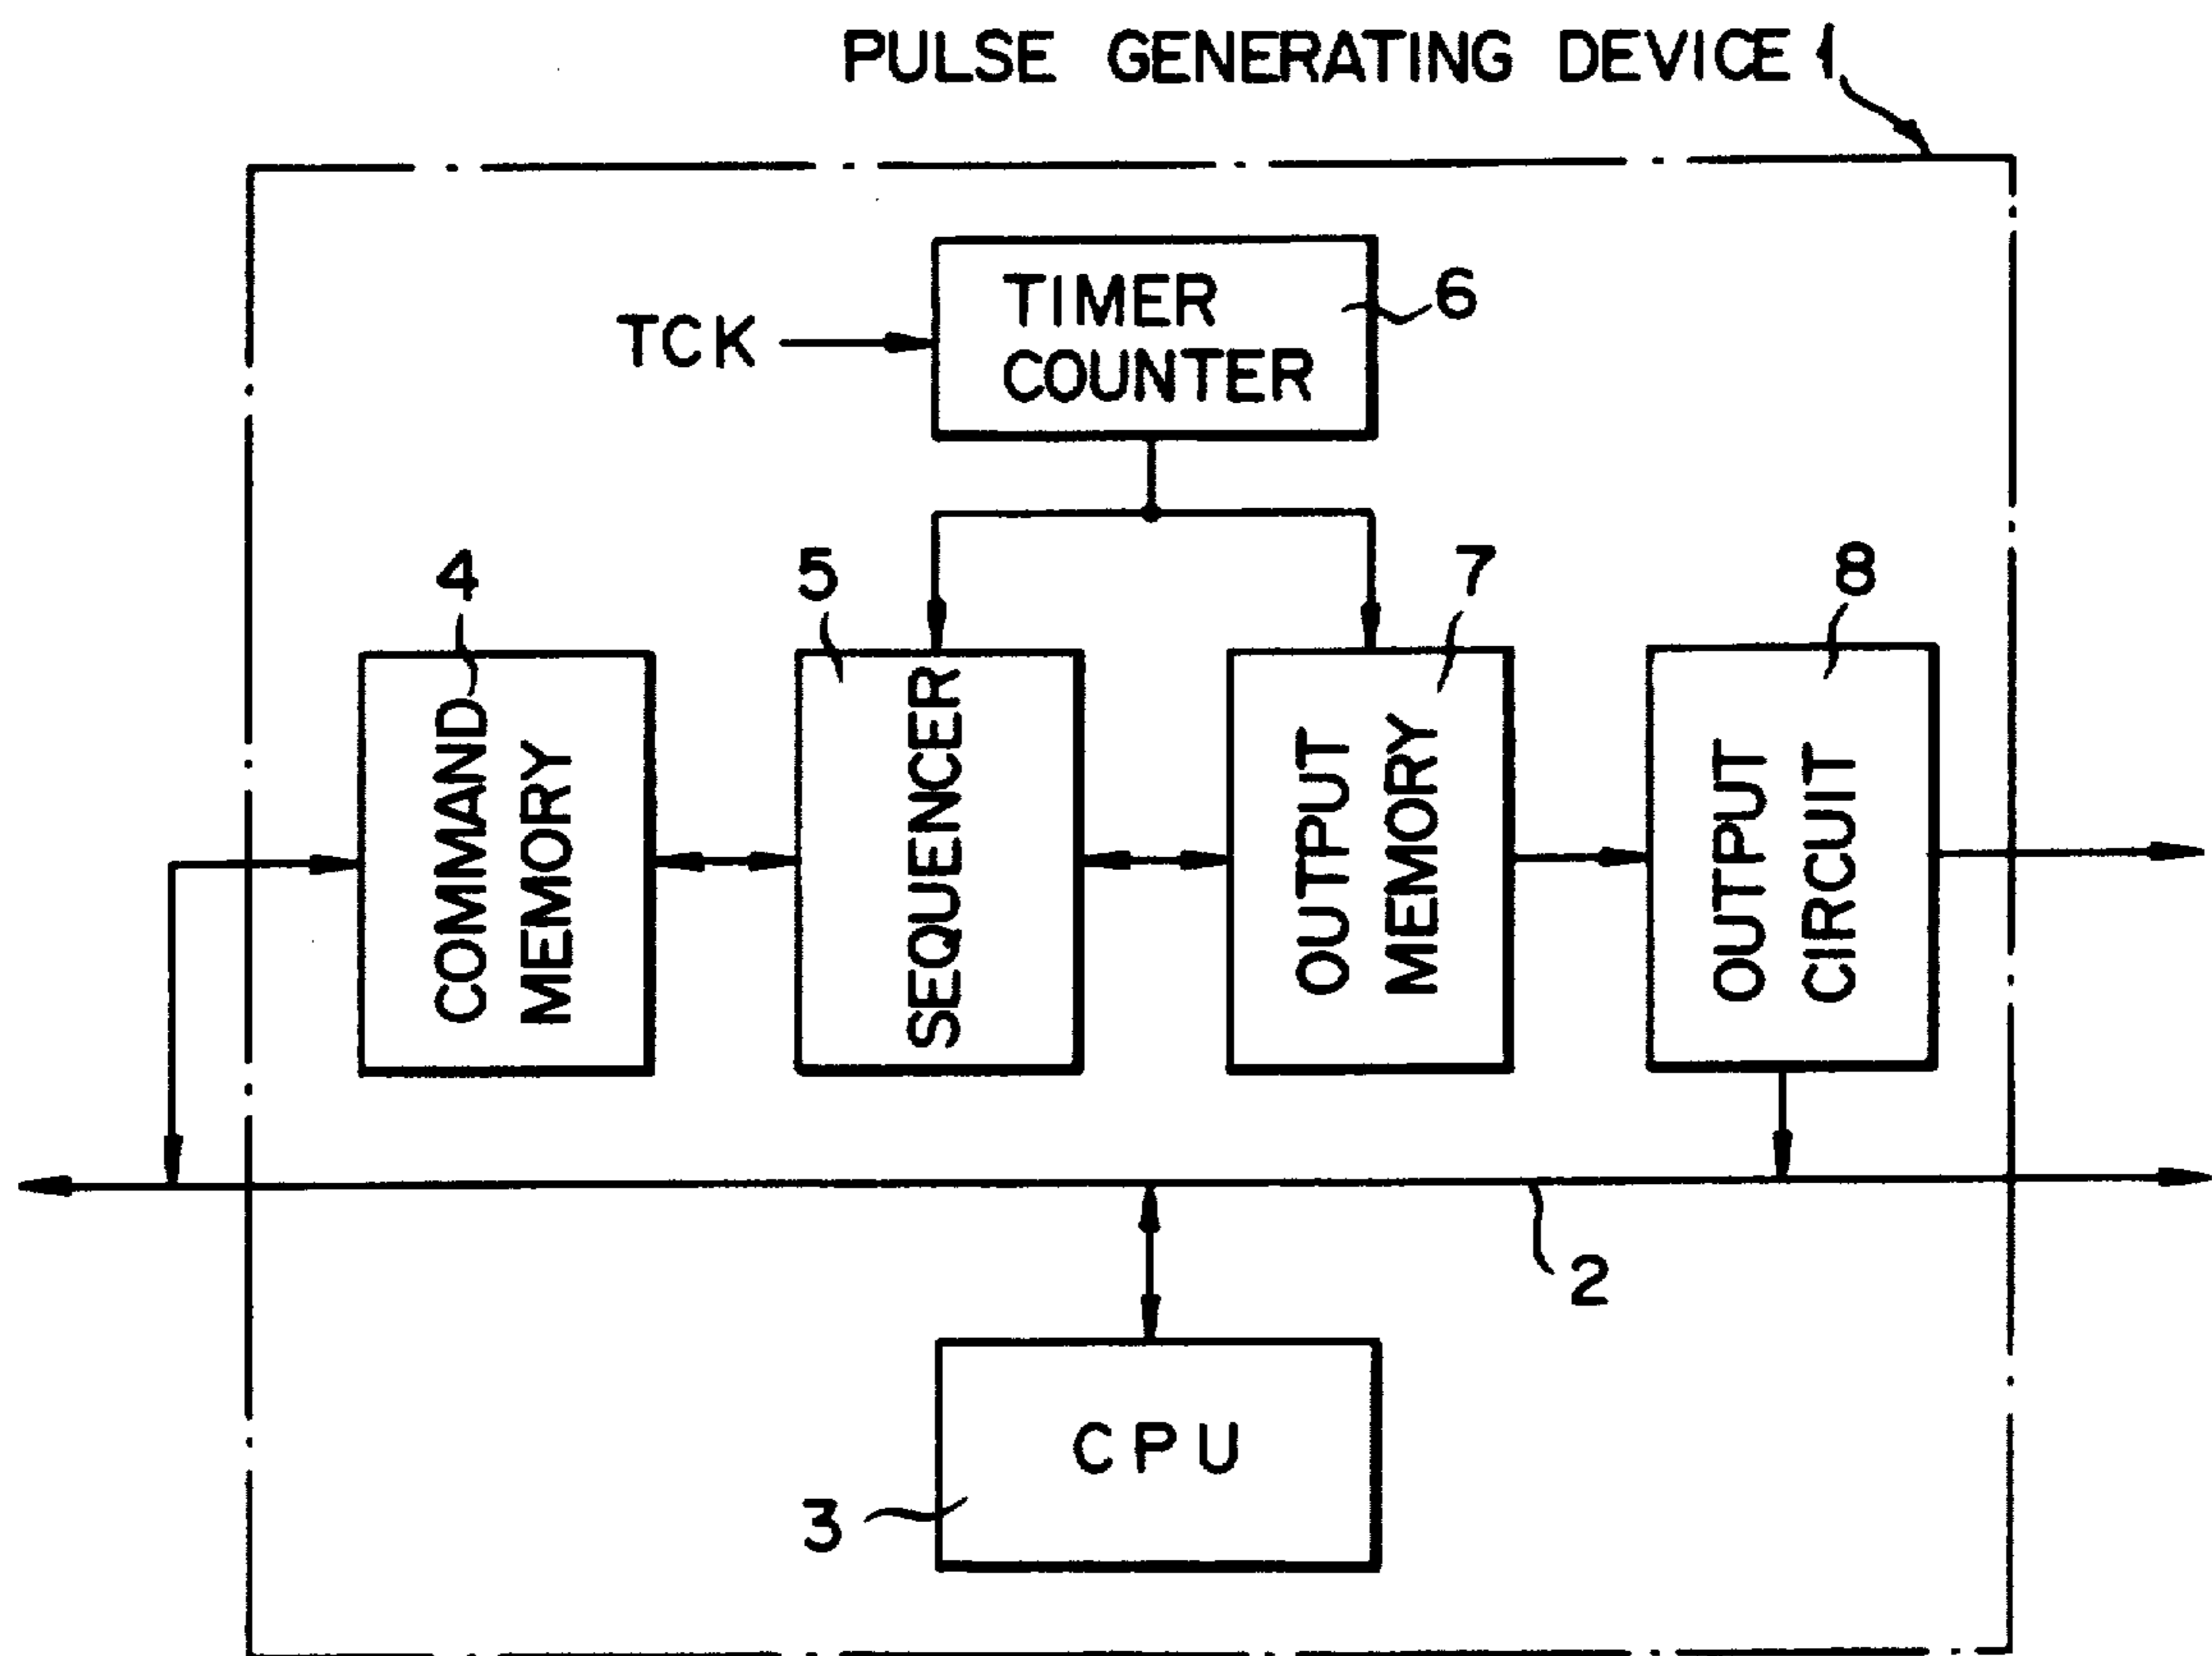 PULSE GENERATING DEVICE 1
TIMER
COUNTER
6
TCK
4
5
7
8
COMMAND
MEMORY
SEQUENCER
OUTPUT
MEMORY
OUTPUT
CIRCUIT
2
CPU
3